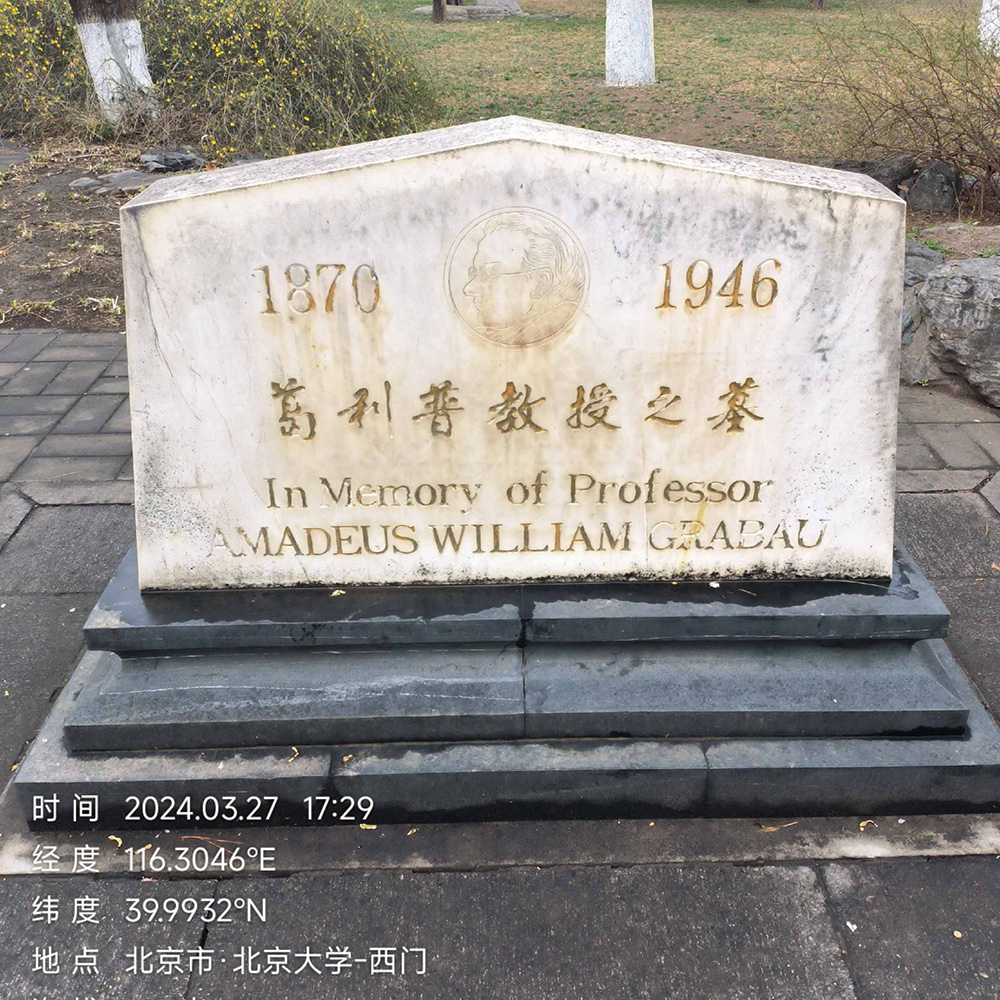 1870 1946
葛利普教授之墓
In Memory of Professor
AMADEUS WILLIAM GRABAU
时间 2024.03.27 17:29
经度 116.3046°E
纬度 39.9932°N
地点 北京市·北京大学-西门